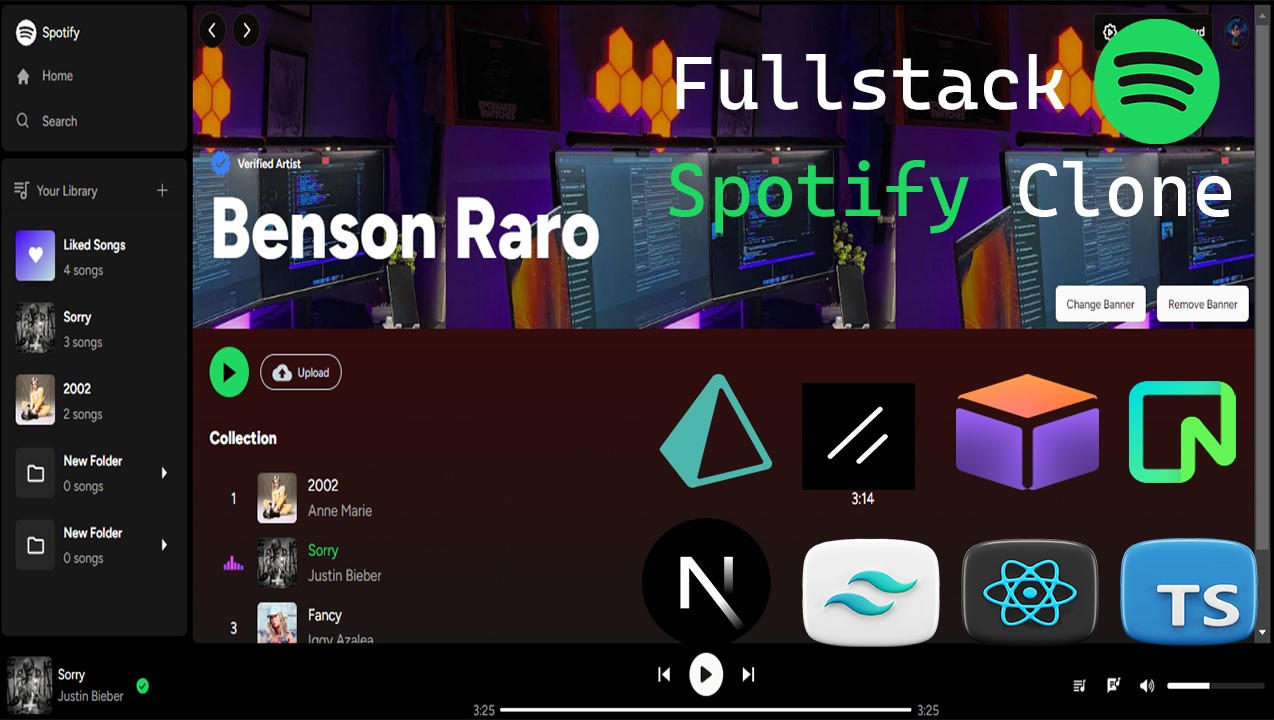 Spotify
Home
Search
Your Library
Liked Songs
4 songs
Sorry
3 songs
2002
2 songs
New Folder
0 songs
New Folder
0 songs
Fullstack
Spotify Clone
Verified Artist
Benson Raro
Change Banner
Remove Banner
Upload
Collection
1
2002
Anne Marie
3:14
Sorry
Justin Bieber
3
Fancy
Iggy Azalea
N
TS
Sorry
Justin Bieber
3:25
3:25